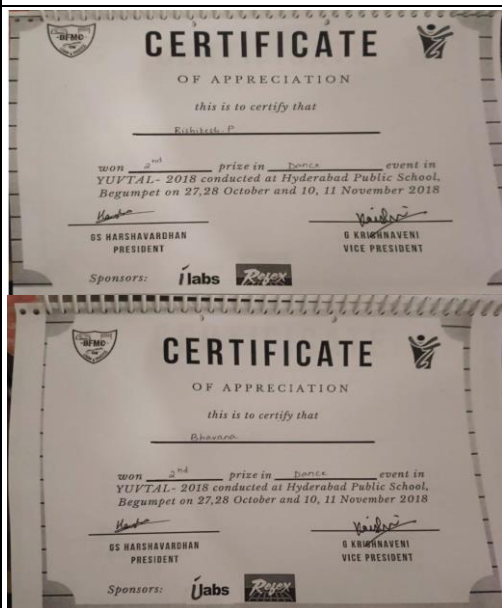 BFMC
CERTIFICATE
OF APPRECIATION
this is to certify that
Rishikesh.P
won 2nd prize in Dance event in
YUVTAL- 2018 conducted at Hyderabad Public School,
Begumpet on 27,28 October and 10, 11 November 2018
GS HARSHAVARDHAN
PRESIDENT
G KRISHNAVENI
VICE PRESIDENT
Sponsors: ilabs Refex
BFMC
CERTIFICATE
OF APPRECIATION
this is to certify that
Bhavana
won 2nd prize in Dance event in
YUVTAL- 2018 conducted at Hyderabad Public School,
Begumpet on 27,28 October and 10, 11 November 2018
GS HARSHAVARDHAN
PRESIDENT
G KRISHNAVENI
VICE PRESIDENT
Sponsors: ilabs Refex